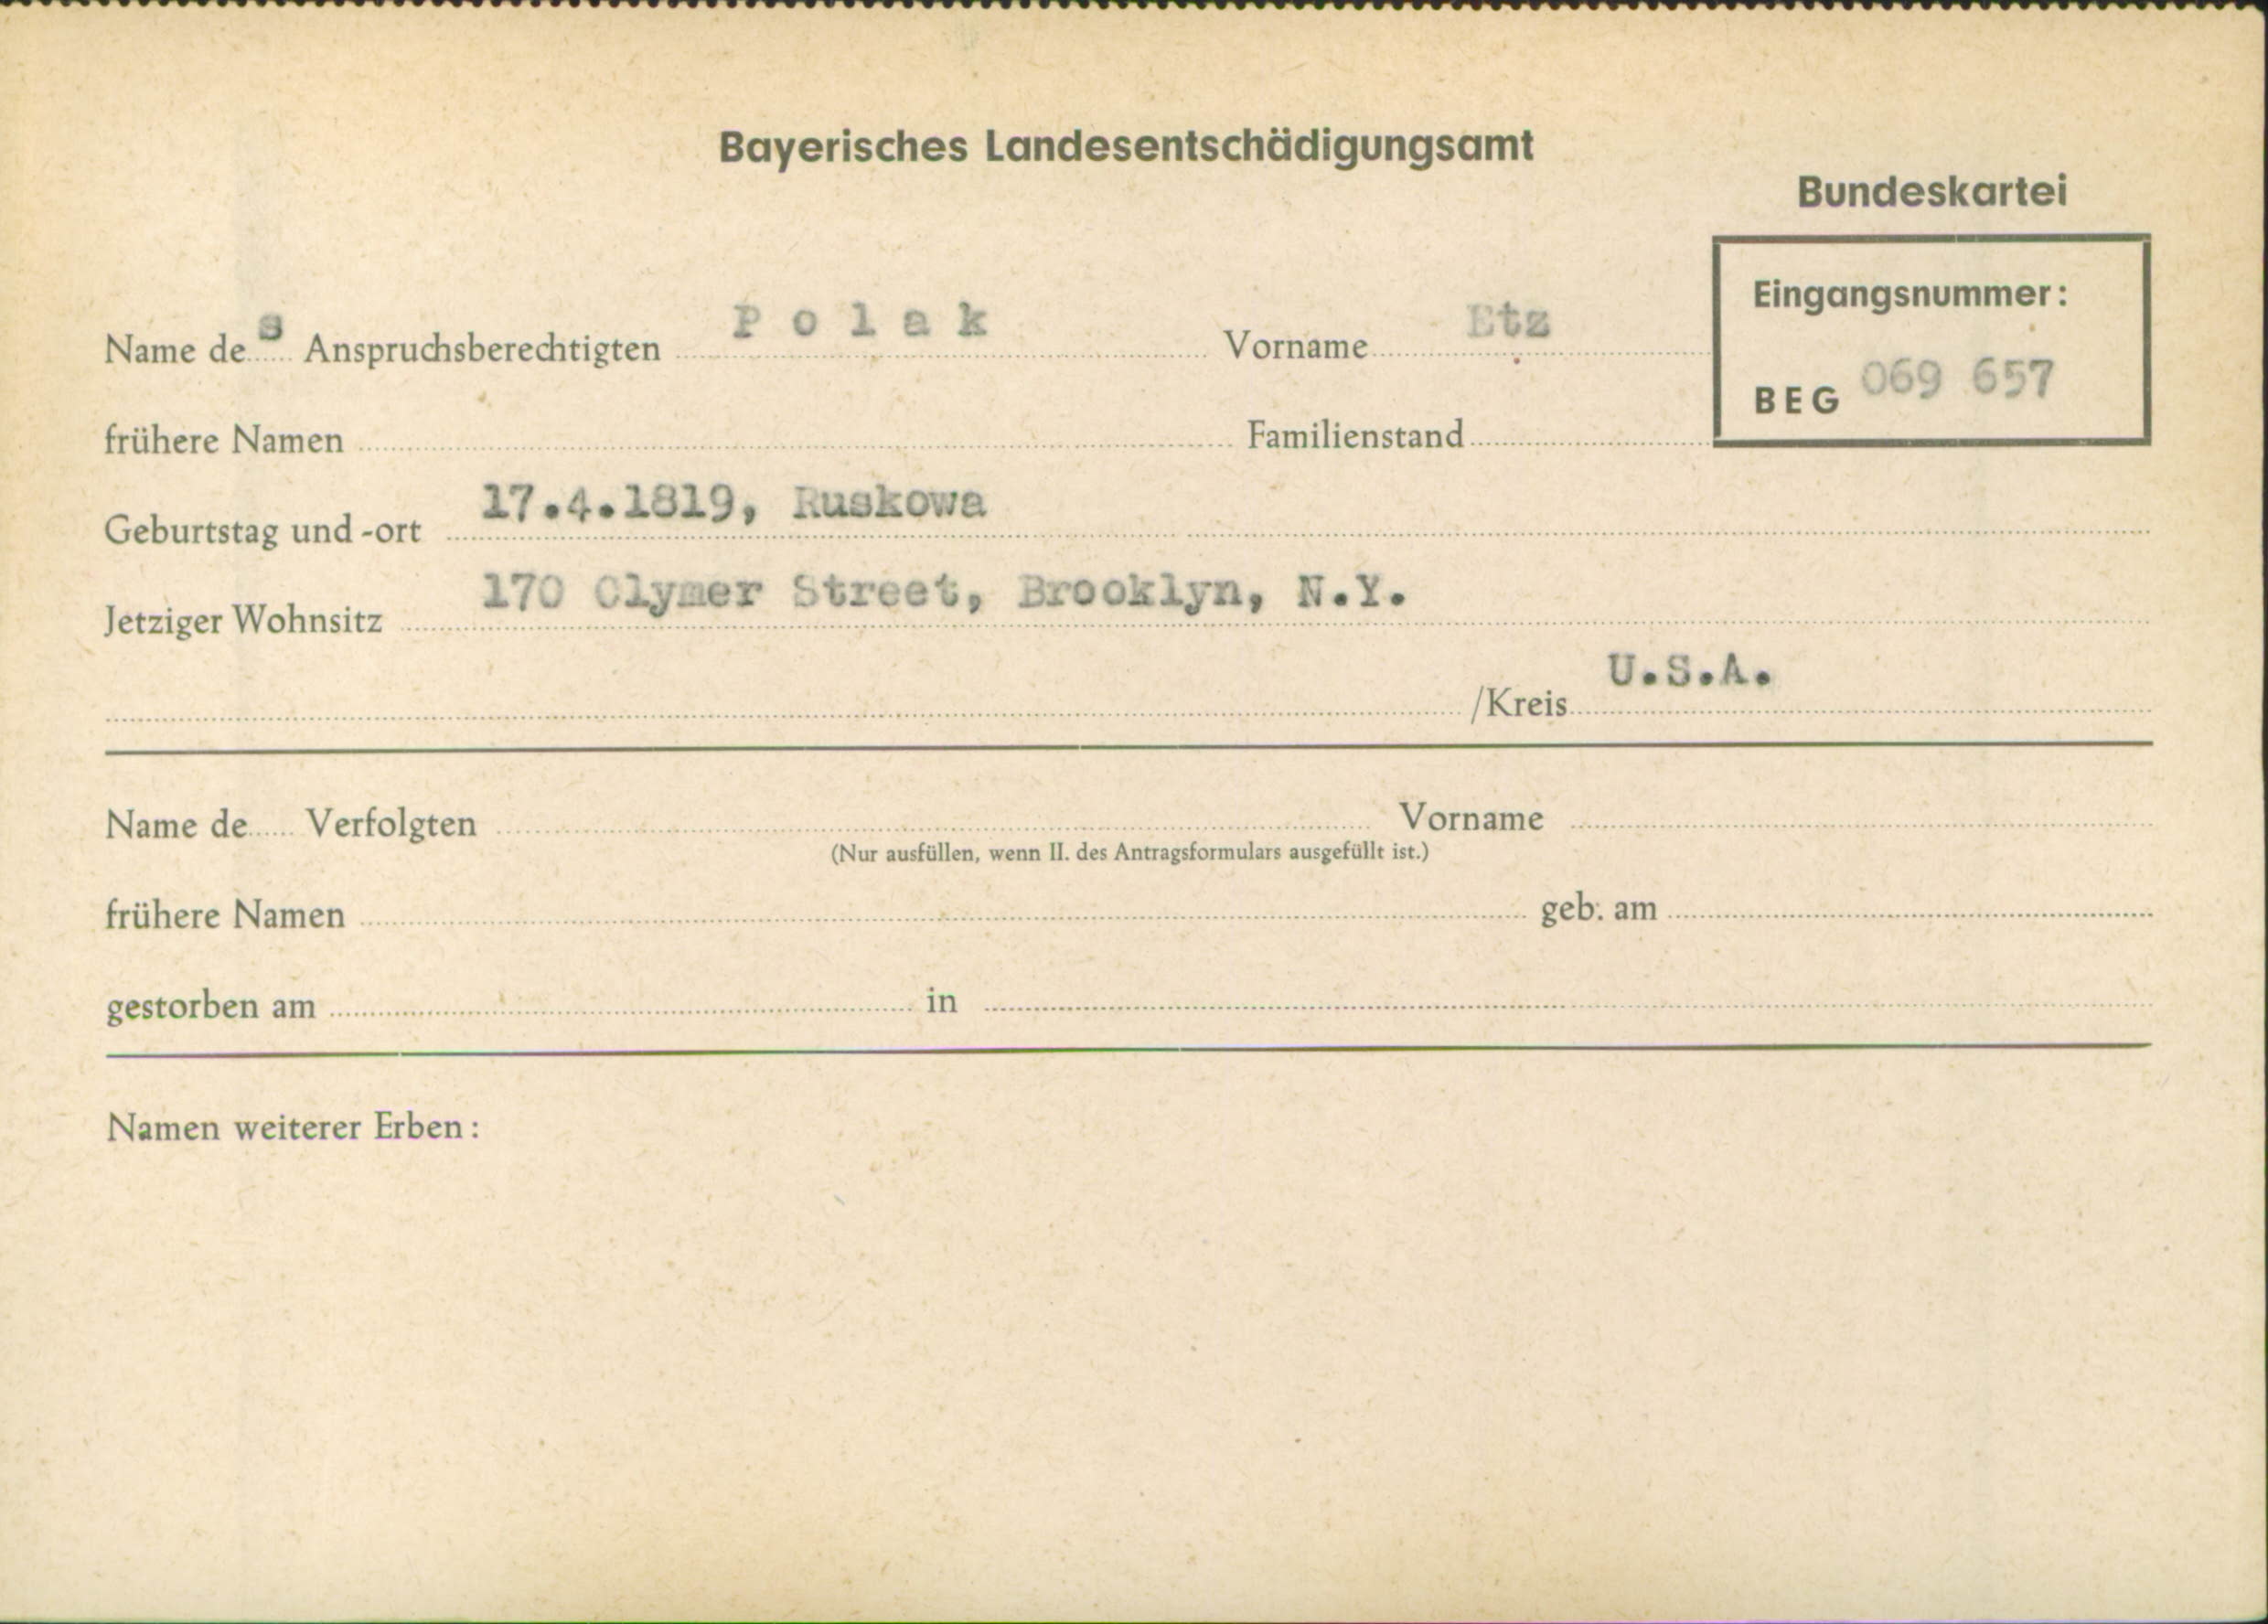 Bayerisches Landesentschädigungsamt
Bundeskartei
Eingangsnummer:
BEG 069 657
Name des Anspruchsberechtigten Polak Vorname Etz
frühere Namen Familienstand
Geburtstag und -ort 17.4.1819, Ruskowa
Jetziger Wohnsitz 170 Clymer Street, Brooklyn, N.Y.
/Kreis U.S.A.
Name de Verfolgten Vorname
(Nur ausfüllen, wenn II. des Antragsformulars ausgefüllt ist.)
frühere Namen geb. am
gestorben am in
Namen weiterer Erben: